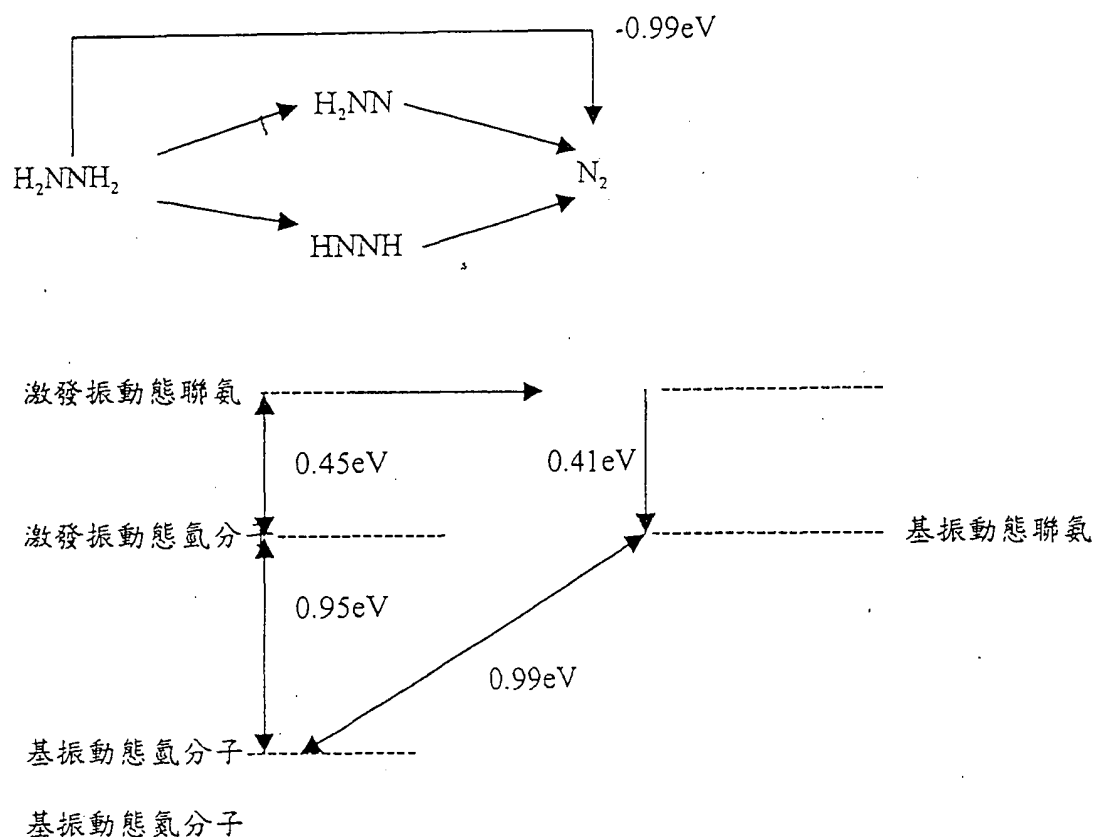 -0.99eV
H₂NN
H₂NNH₂
N₂
HNNH
激發振動態聯氨
0.45eV
0.41eV
激發振動態氫分子
基振動態聯氨
0.95eV
0.99eV
基振動態氫分子
基振動態氮分子